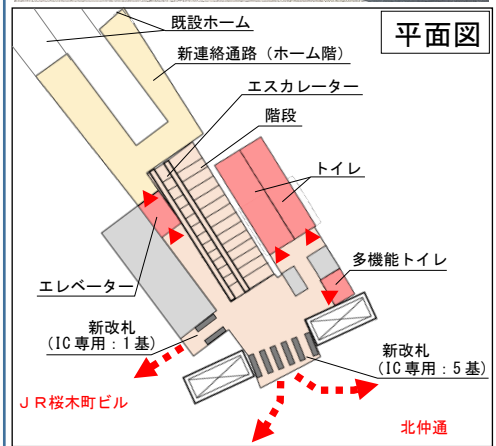 平面図
既設ホーム
新連絡通路（ホーム階）
エスカレーター
階段
トイレ
多機能トイレ
エレベーター
新改札
(IC専用：1基)
新改札
(IC専用：5基)
ＪＲ桜木町ビル
北仲通